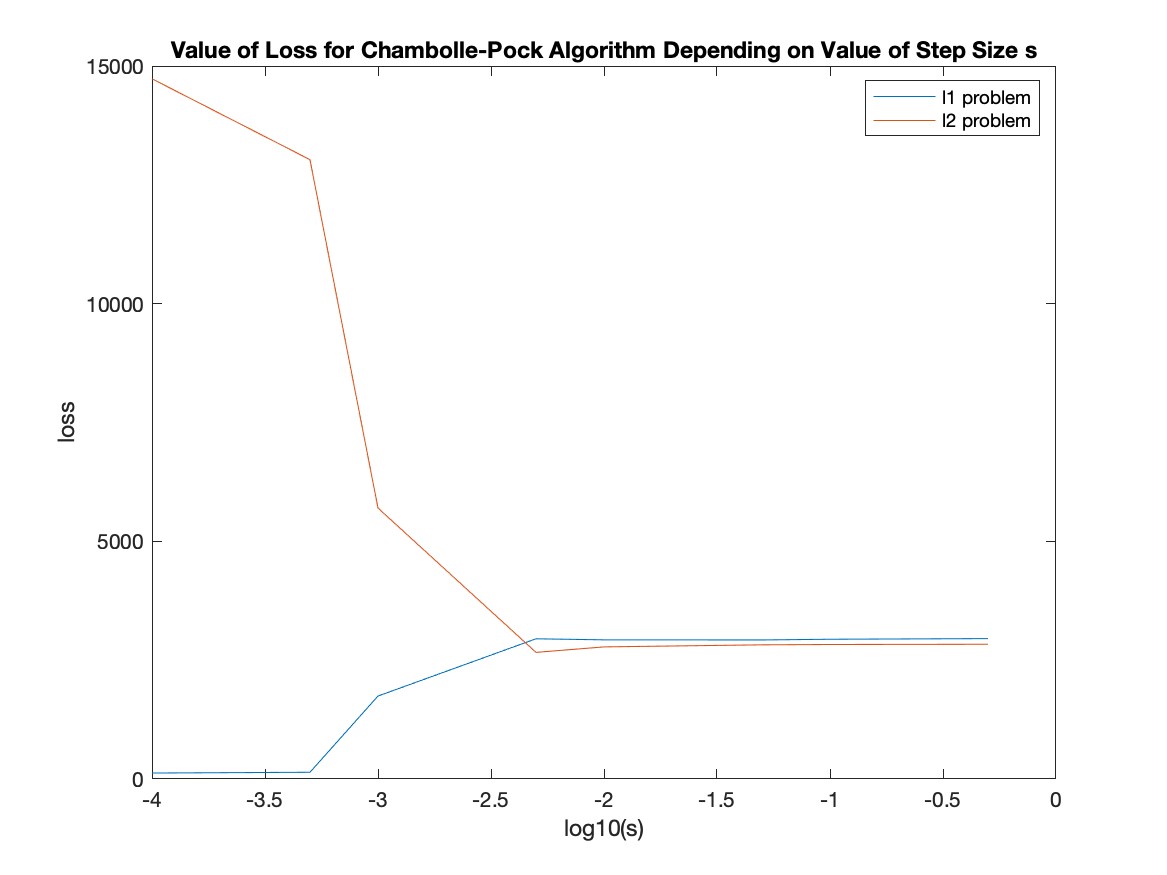 Value of Loss for Chambolle-Pock Algorithm Depending on Value of Step Size s
15000
l1 problem
l2 problem
10000
loss
5000
0
-4 -3.5 -3 -2.5 -2 -1.5 -1 -0.5 0
log10(s)